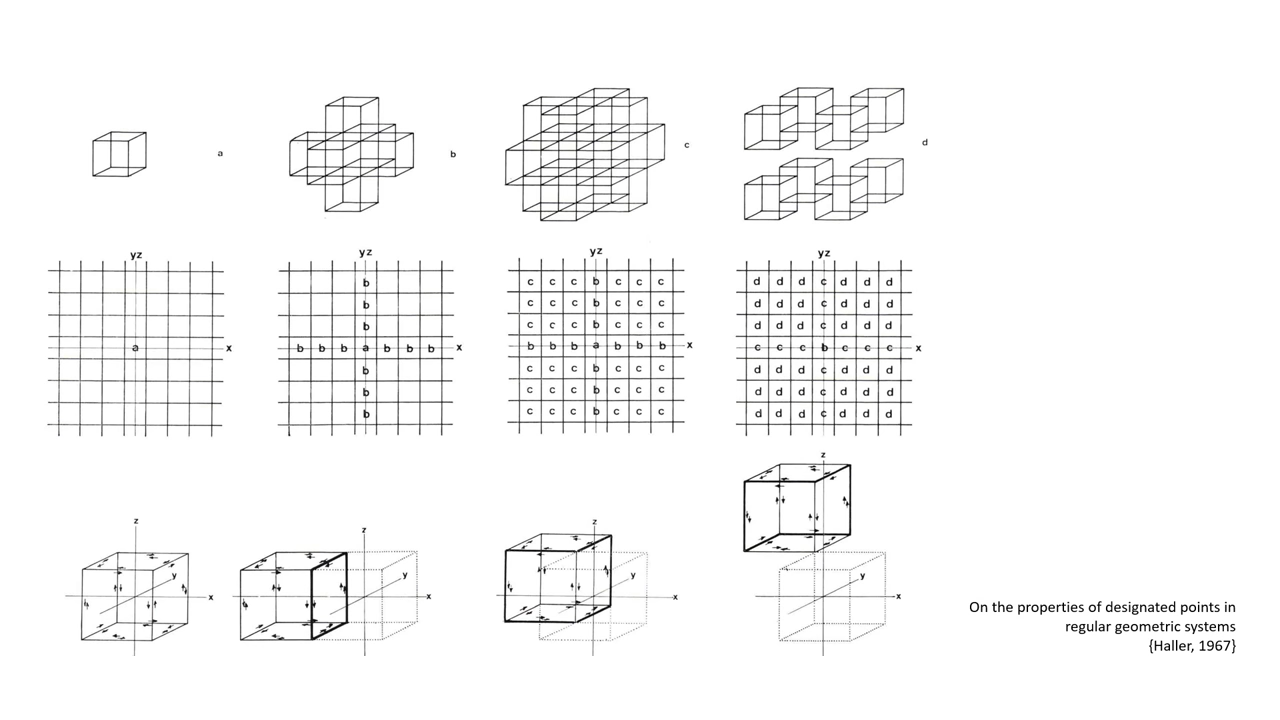 a
b
c
d
yz
a x
yz
b
b
b
b b b a b b b x
b
b
b
yz
c c c b c c c
c c c b c c c
c c c b c c c
b b b a b b b x
c c c b c c c
c c c b c c c
c c c b c c c
yz
d d d c d d d
d d d c d d d
d d d c d d d
c c c b c c c x
d d d c d d d
d d d c d d d
d d d c d d d
z
y
x
z
y
x
z
y
x
z
y
x
On the properties of designated points in
regular geometric systems
{Haller, 1967}